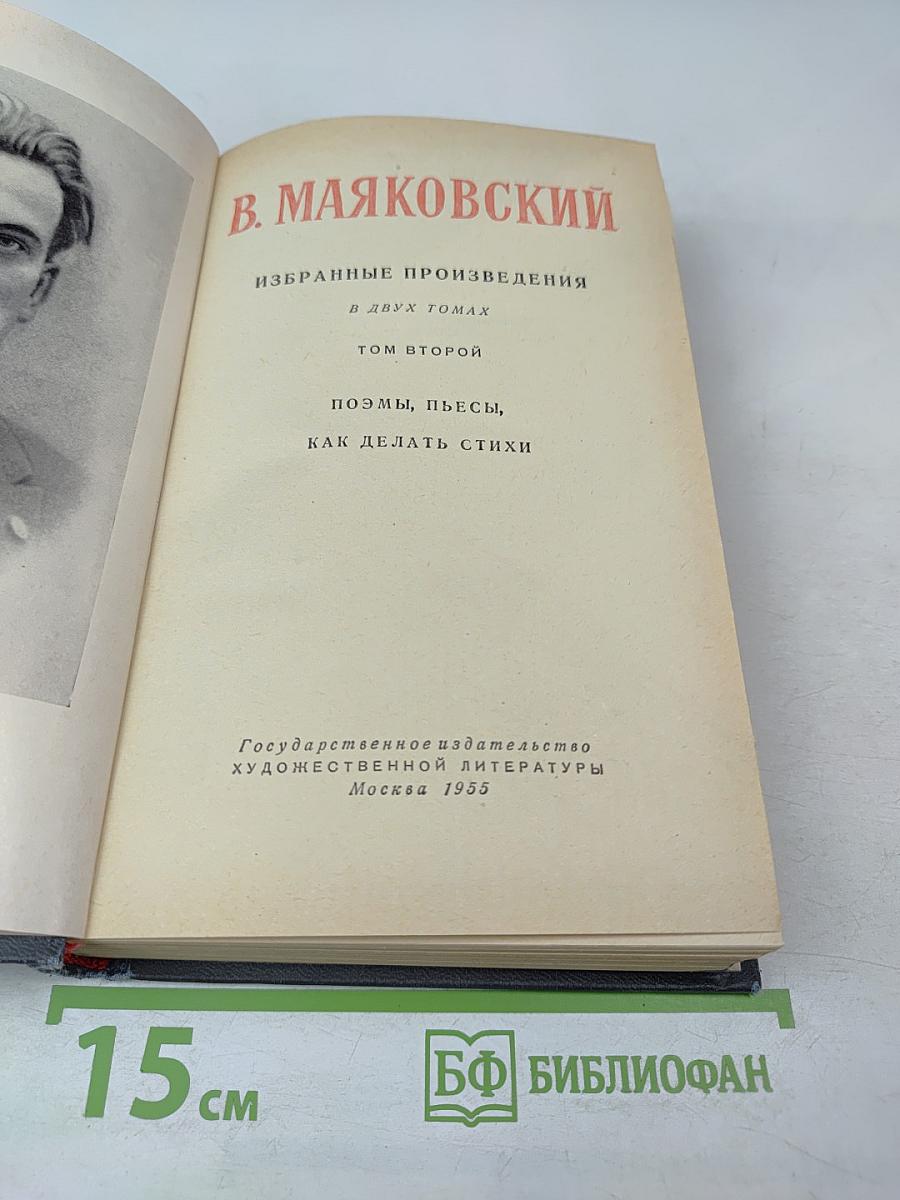 В. МАЯКОВСКИЙ
ИЗБРАННЫЕ ПРОИЗВЕДЕНИЯ
В ДВУХ ТОМАХ
ТОМ ВТОРОЙ
ПОЭМЫ, ПЬЕСЫ,
КАК ДЕЛАТЬ СТИХИ
Государственное издательство
ХУДОЖЕСТВЕННОЙ ЛИТЕРАТУРЫ
Москва 1955
15 см
БФ БИБЛИОФАН